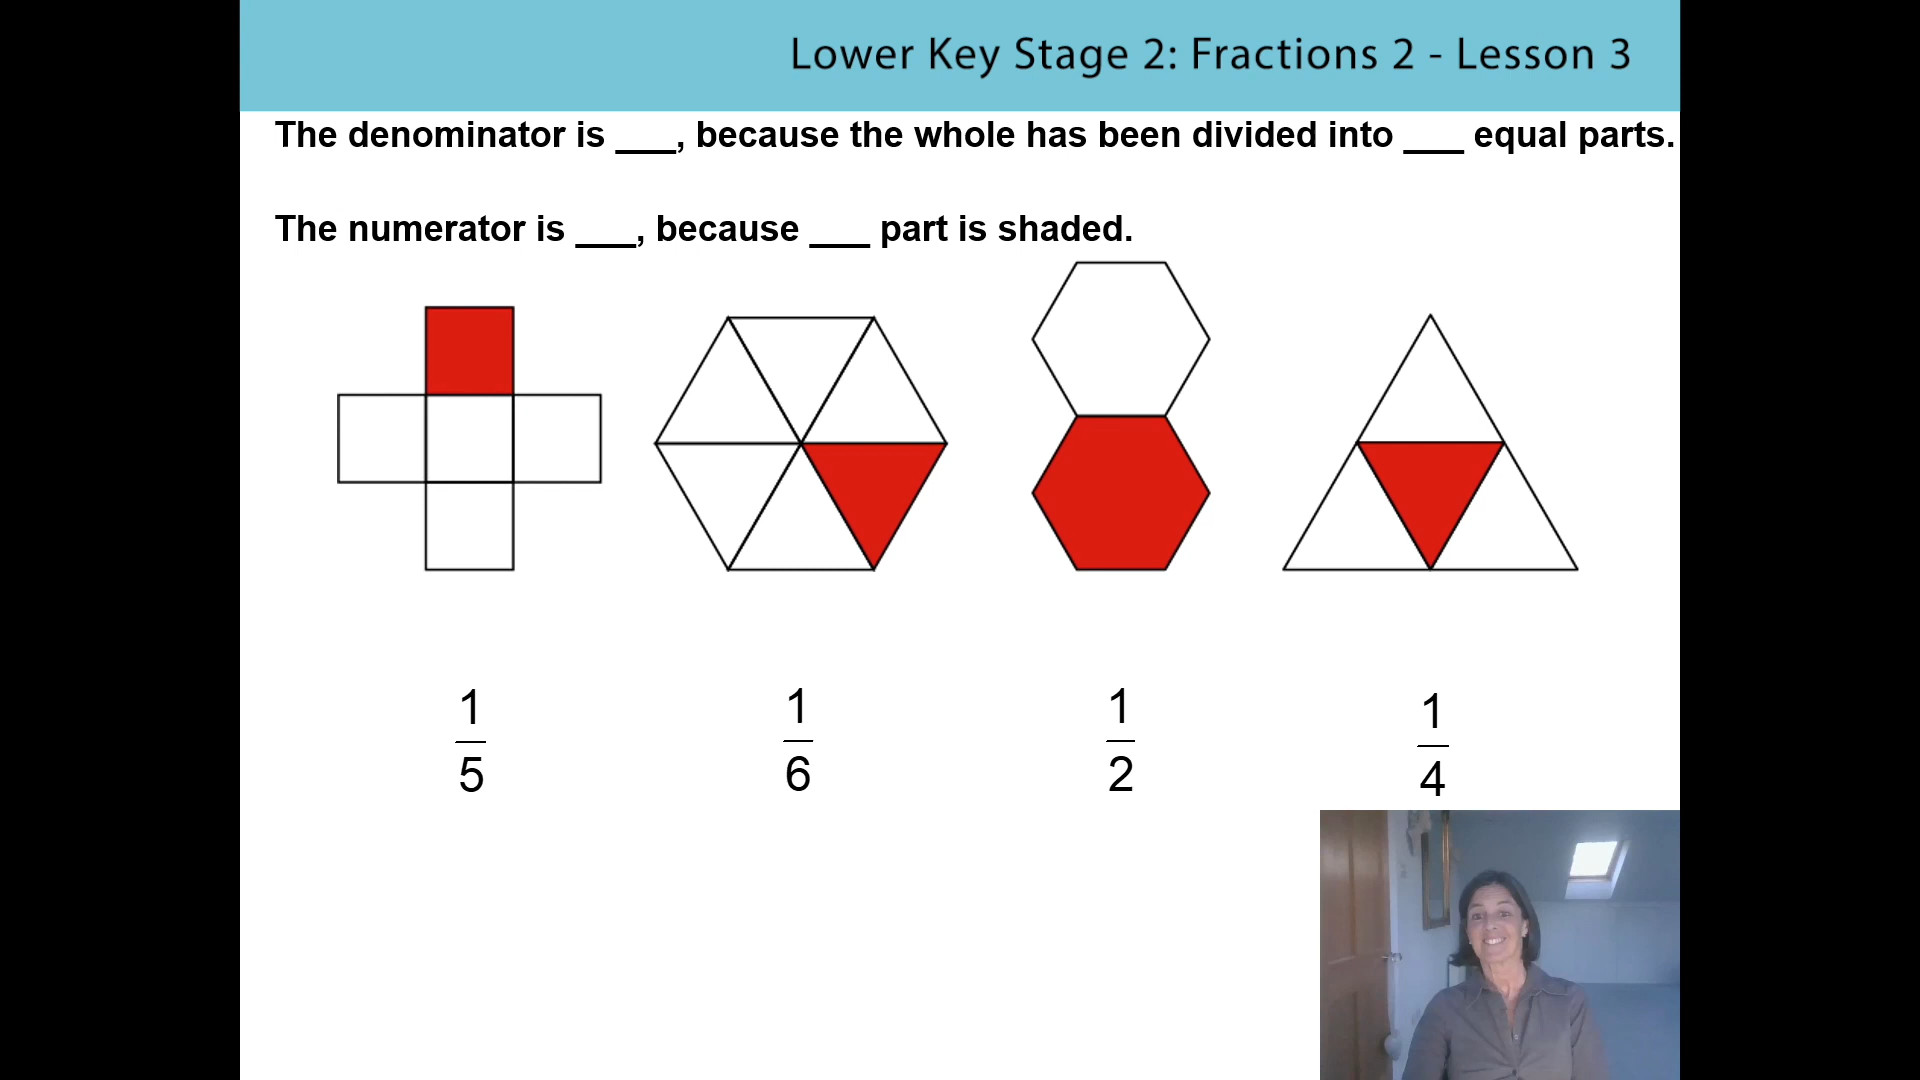 Lower Key Stage 2: Fractions 2 - Lesson 3
The denominator is ___, because the whole has been divided into ___ equal parts.
The numerator is ___, because ___ part is shaded.
1 1 1 1
5 6 2 4